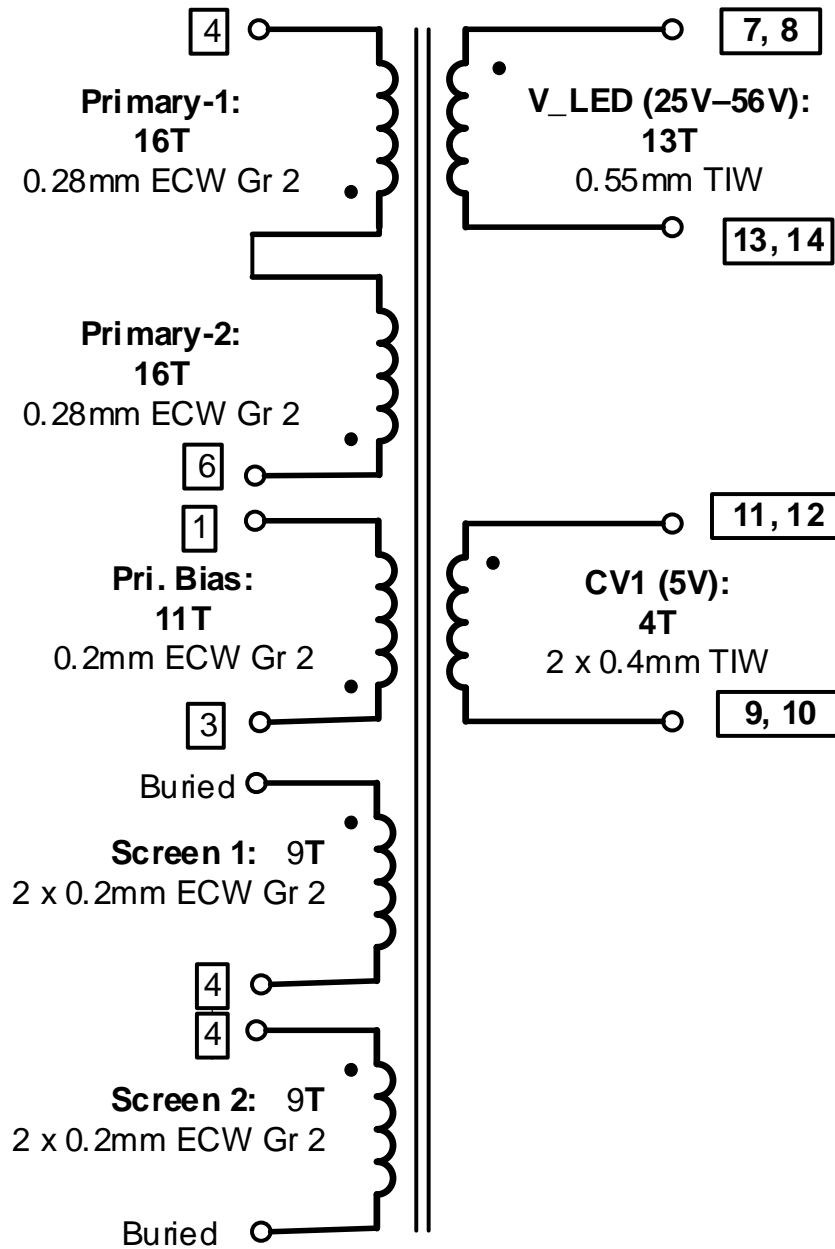 4
Primary-1:
16T
0.28mm ECW Gr 2
Primary-2:
16T
0.28mm ECW Gr 2
6
1
Pri. Bias:
11T
0.2mm ECW Gr 2
3
Buried
Screen 1: 9T
2 x 0.2mm ECW Gr 2
4
4
Screen 2: 9T
2 x 0.2mm ECW Gr 2
Buried
7, 8
V_LED (25V–56V):
13T
0.55mm TIW
13, 14
11, 12
CV1 (5V):
4T
2 x 0.4mm TIW
9, 10